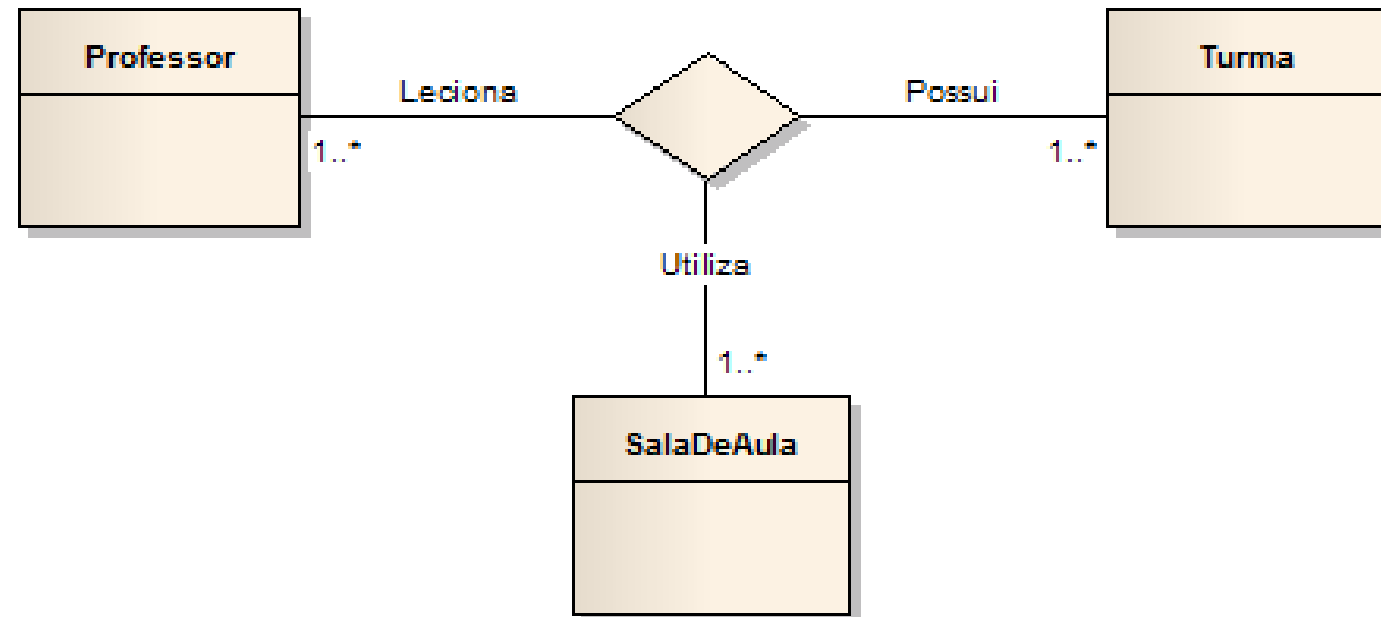 Professor
Turma
Leciona
Possui
1..*
1..*
Utiliza
1..*
SalaDeAula